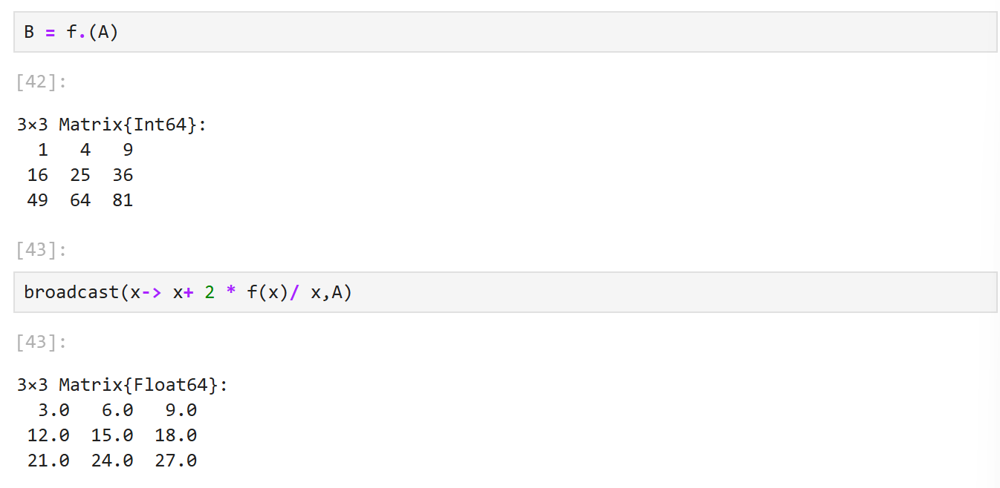 B = f.(A)
[42]:
3×3 Matrix{Int64}:
1 4 9
16 25 36
49 64 81
[43]:
broadcast(x-> x+ 2 * f(x)/ x,A)
[43]:
3×3 Matrix{Float64}:
3.0 6.0 9.0
12.0 15.0 18.0
21.0 24.0 27.0